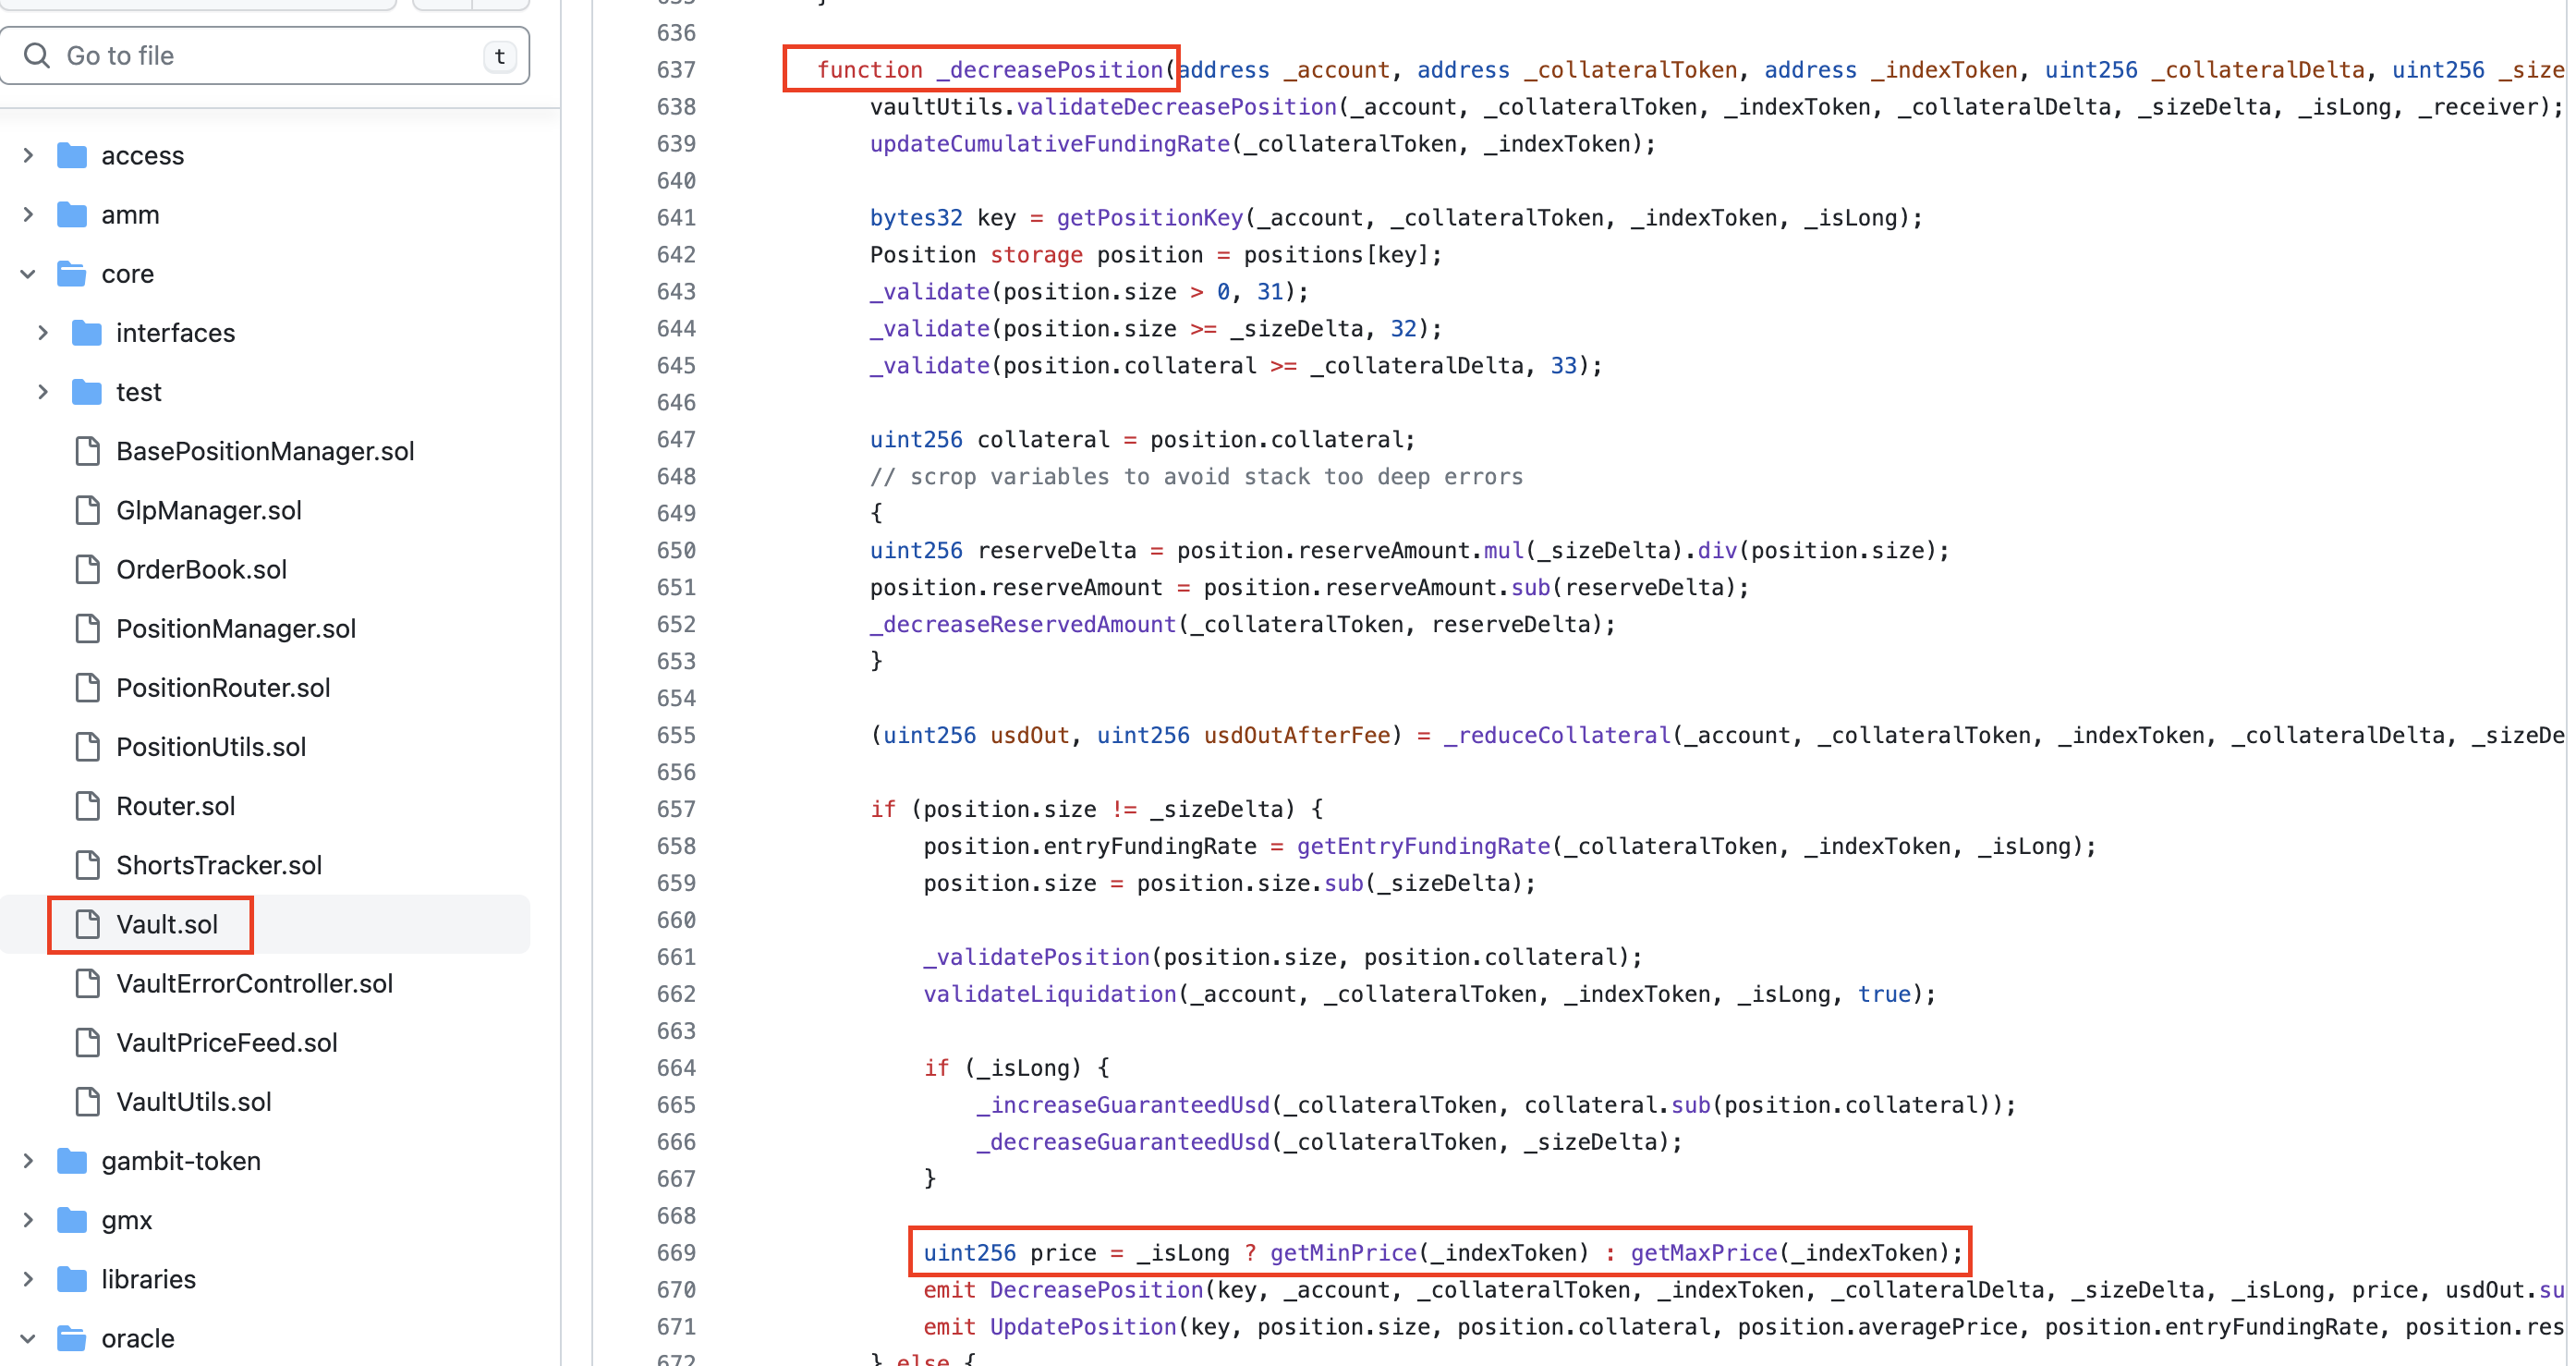 Go to file
t
access
amm
core
interfaces
test
BasePositionManager.sol
GlpManager.sol
OrderBook.sol
PositionManager.sol
PositionRouter.sol
PositionUtils.sol
Router.sol
ShortsTracker.sol
Vault.sol
VaultErrorController.sol
VaultPriceFeed.sol
VaultUtils.sol
gambit-token
gmx
libraries
oracle
636
637 function _decreasePosition(address _account, address _collateralToken, address _indexToken, uint256 _collateralDelta, uint256 _size
638 vaultUtils.validateDecreasePosition(_account, _collateralToken, _indexToken, _collateralDelta, _sizeDelta, _isLong, _receiver);
639 updateCumulativeFundingRate(_collateralToken, _indexToken);
640
641 bytes32 key = getPositionKey(_account, _collateralToken, _indexToken, _isLong);
642 Position storage position = positions[key];
643 _validate(position.size > 0, 31);
644 _validate(position.size >= _sizeDelta, 32);
645 _validate(position.collateral >= _collateralDelta, 33);
646
647 uint256 collateral = position.collateral;
648 // scrop variables to avoid stack too deep errors
649 {
650 uint256 reserveDelta = position.reserveAmount.mul(_sizeDelta).div(position.size);
651 position.reserveAmount = position.reserveAmount.sub(reserveDelta);
652 _decreaseReservedAmount(_collateralToken, reserveDelta);
653 }
654
655 (uint256 usdOut, uint256 usdOutAfterFee) = _reduceCollateral(_account, _collateralToken, _indexToken, _collateralDelta, _sizeDe
656
657 if (position.size != _sizeDelta) {
658 position.entryFundingRate = getEntryFundingRate(_collateralToken, _indexToken, _isLong);
659 position.size = position.size.sub(_sizeDelta);
660
661 _validatePosition(position.size, position.collateral);
662 validateLiquidation(_account, _collateralToken, _indexToken, _isLong, true);
663
664 if (_isLong) {
665 _increaseGuaranteedUsd(_collateralToken, collateral.sub(position.collateral));
666 _decreaseGuaranteedUsd(_collateralToken, _sizeDelta);
667 }
668
669 uint256 price = _isLong ? getMinPrice(_indexToken) : getMaxPrice(_indexToken);
670 emit DecreasePosition(key, _account, _collateralToken, _indexToken, _collateralDelta, _sizeDelta, _isLong, price, usdOut.su
671 emit UpdatePosition(key, position.size, position.collateral, position.averagePrice, position.entryFundingRate, position.res
672 } else {